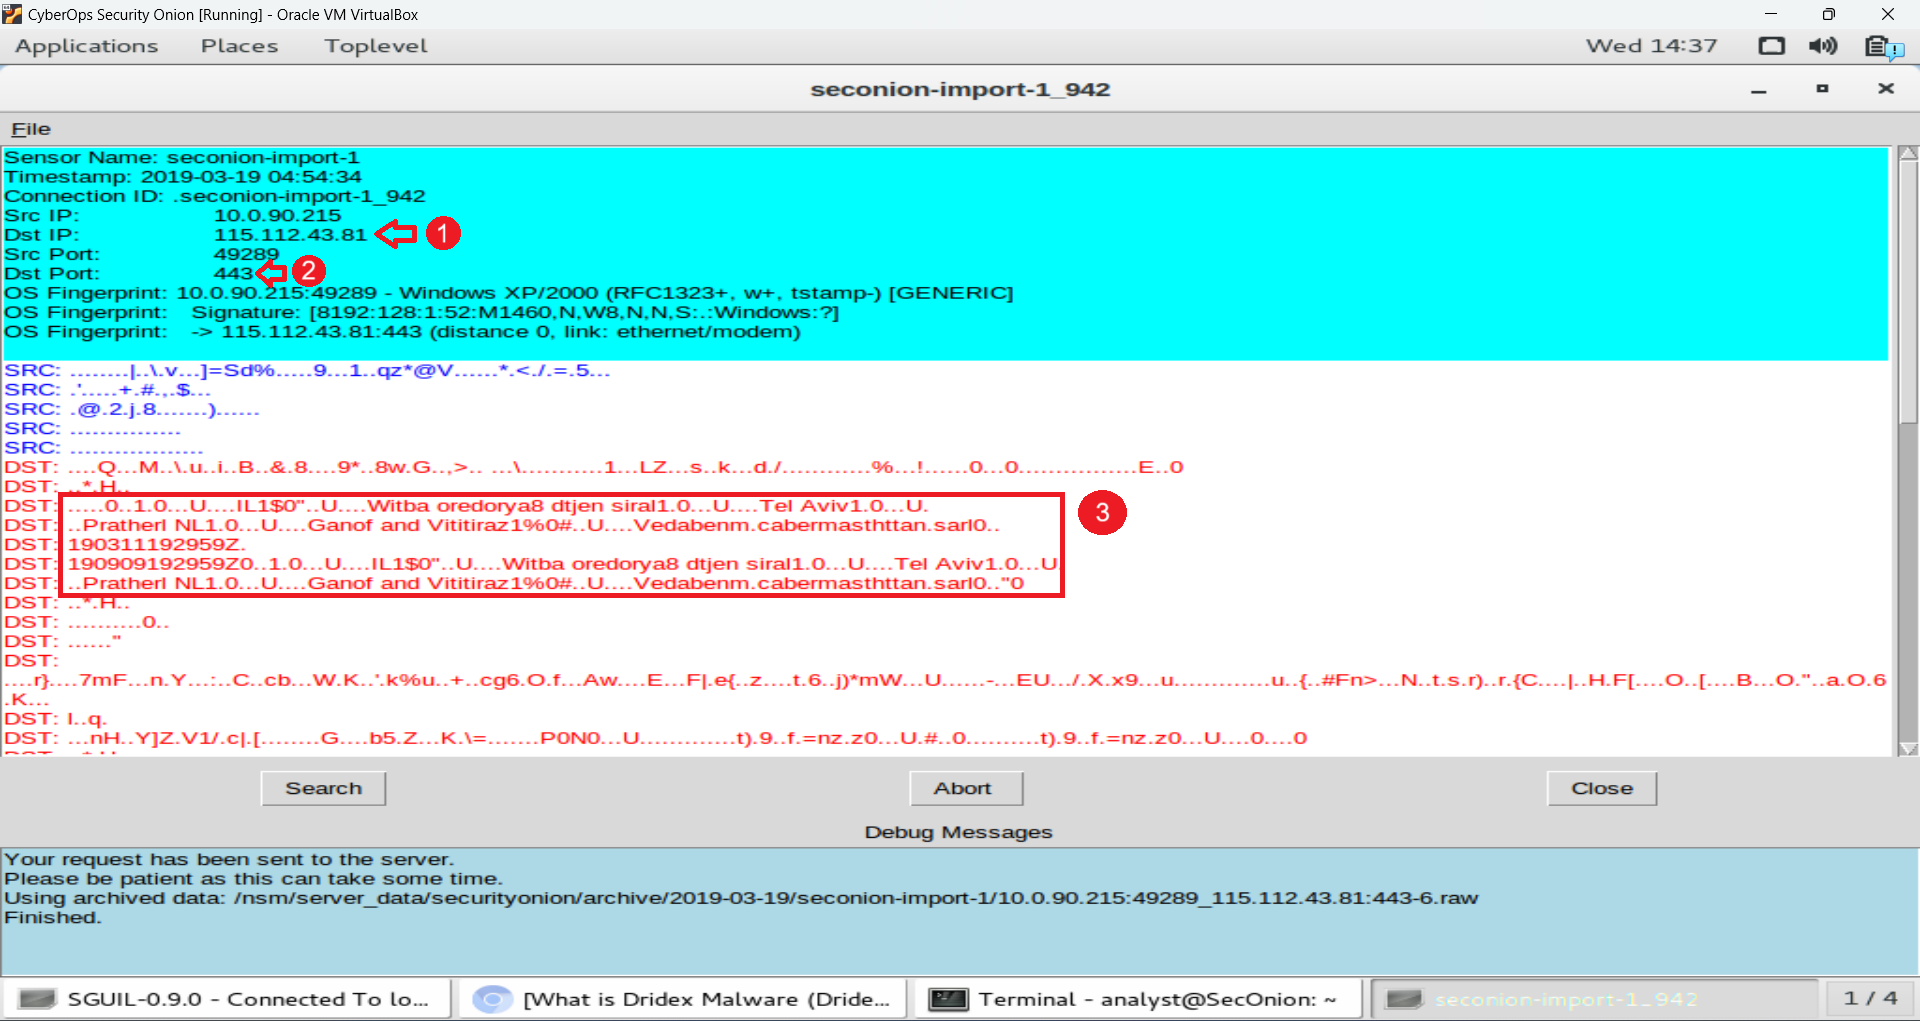 CyberOps Security Onion [Running] - Oracle VM VirtualBox
Applications Places Toplevel Wed 14:37
seconion-import-1_942
File
Sensor Name: seconion-import-1
Timestamp: 2019-03-19 04:54:34
Connection ID: .seconion-import-1_942
Src IP: 10.0.90.215
Dst IP: 115.112.43.81 1
Src Port: 49289
Dst Port: 443 2
OS Fingerprint: 10.0.90.215:49289 - Windows XP/2000 (RFC1323+, w+, tstamp-) [GENERIC]
OS Fingerprint: Signature: [8192:128:1:52:M1460,N,W8,N,N,S:.:Windows:?]
OS Fingerprint: -> 115.112.43.81:443 (distance 0, link: ethernet/modem)
SRC: ........|..\.v...]=Sd%.....9...1..qz*@V......*.<./.=.5...
SRC: .'.....+.#.,.$...
SRC: .@.2.j.8.......)......
SRC: ...............
SRC: ..................
DST: ....Q...M..\.u..i..B..&.8....9*..8w.G..,>.. ...\...........1...LZ...s..k...d./............%...!......0...0................E..0
DST: ..*.H..
DST: .....0..1.0...U....IL1$0"..U....Witba oredorya8 dtjen siral1.0...U....Tel Aviv1.0...U.
DST: ..Pratherl NL1.0...U....Ganof and Vititiraz1%0#..U....Vedabenm.cabermasthttan.sarl0..
DST: 190311192959Z.
DST: 190909192959Z0..1.0...U....IL1$0"..U....Witba oredorya8 dtjen siral1.0...U....Tel Aviv1.0...U.
DST: ..Pratherl NL1.0...U....Ganof and Vititiraz1%0#..U....Vedabenm.cabermasthttan.sarl0.."0
DST: ..*.H..
DST: ..........0..
DST: ......"
DST:
....r}....7mF...n.Y...:..C..cb...W.K..'.k%u..+..cg6.O.f...Aw....E...F|.e{..z....t.6..j)*mW...U......-...EU.../.X.x9...u.............u..{..#Fn>...N..t.s.r)..r.{C....|..H.F[....O..[....B...O."..a.O.6
.K...
DST: l..q.
DST: ...nH..Y]Z.V1/.c|.[........G....b5.Z...K.\=.......P0N0...U.............t).9..f.=nz.z0...U.#..0..........t).9..f.=nz.z0...U....0....0
3
Search Abort Close
Debug Messages
Your request has been sent to the server.
Please be patient as this can take some time.
Using archived data: /nsm/server_data/securityonion/archive/2019-03-19/seconion-import-1/10.0.90.215:49289_115.112.43.81:443-6.raw
Finished.
SGUIL-0.9.0 - Connected To lo... [What is Dridex Malware (Dride... Terminal - analyst@SecOnion: ~ seconion-import-1_942 1 / 4